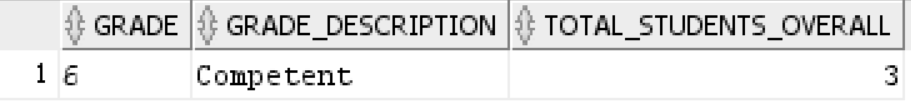 GRADE GRADE_DESCRIPTION TOTAL_STUDENTS_OVERALL
1 6 Competent 3